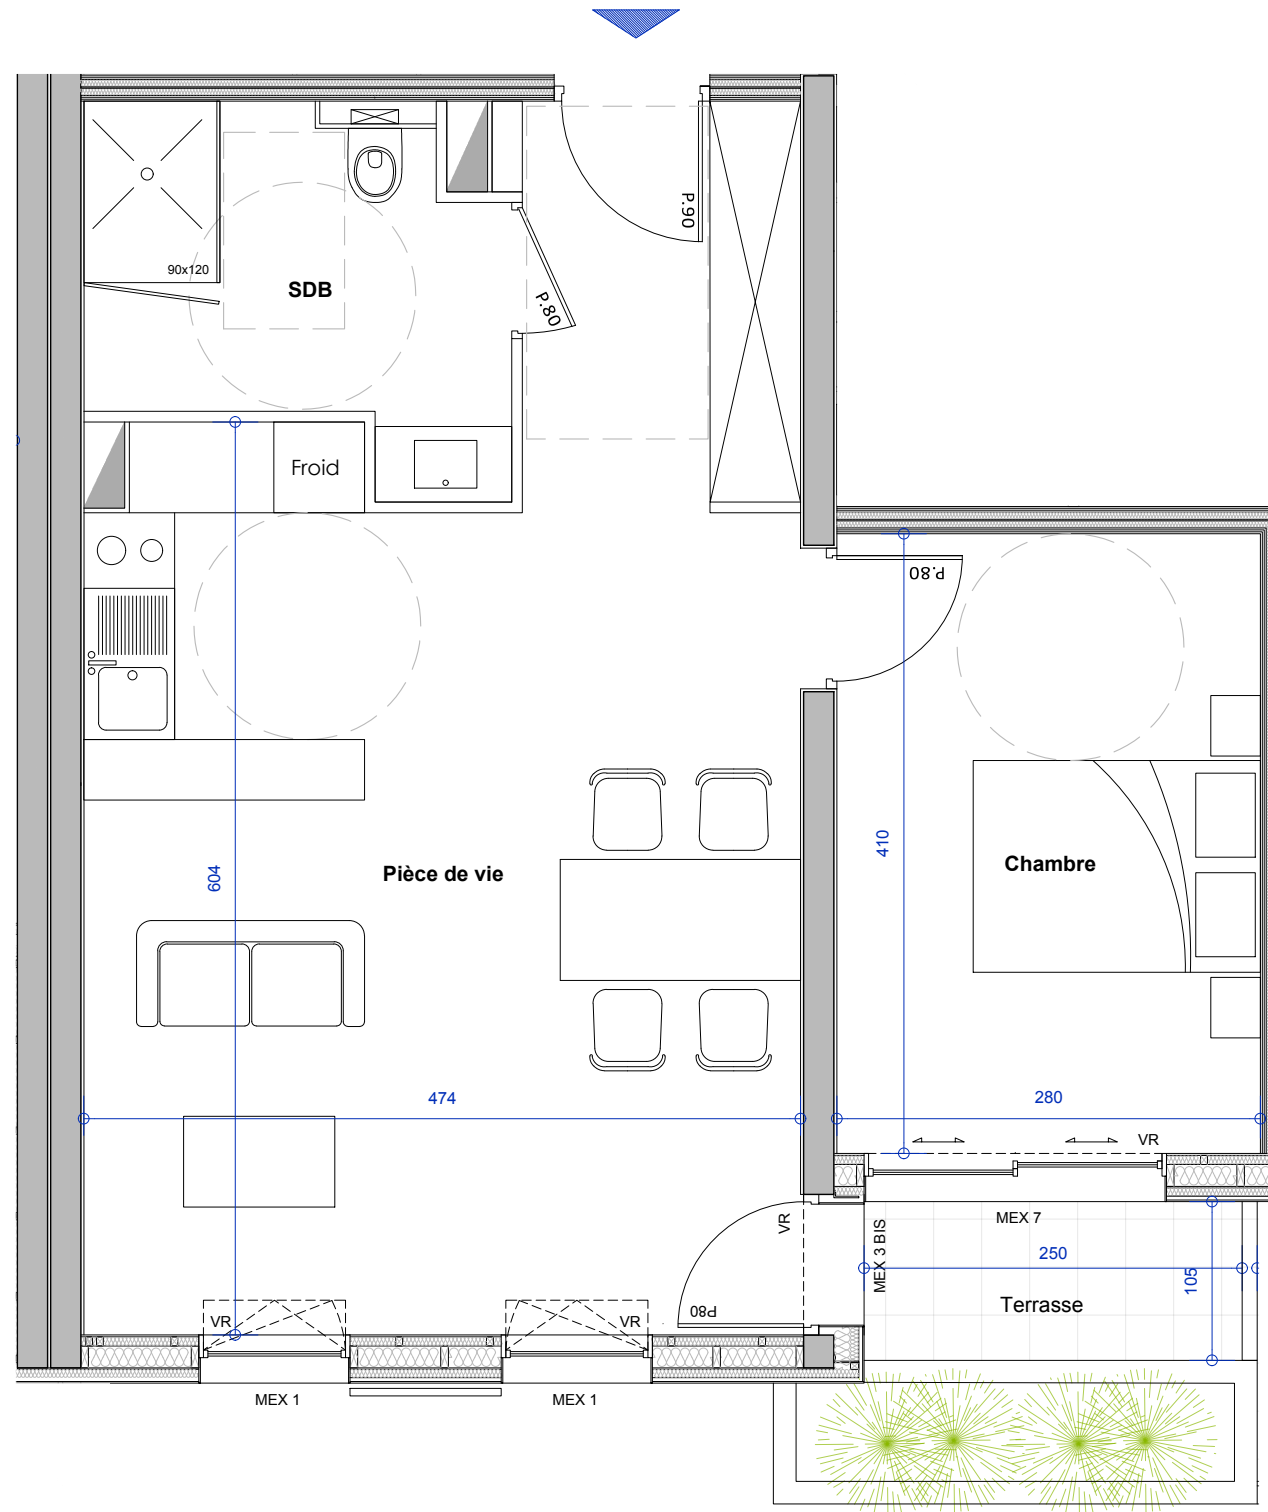 P.90
90x120
SDB
P.80
Froid
P.80
410
Chambre
604
Pièce de vie
474
280
VR
VR
MEX 3 BIS
MEX 7
250
105
Terrasse
P80
VR
VR
MEX 1
MEX 1